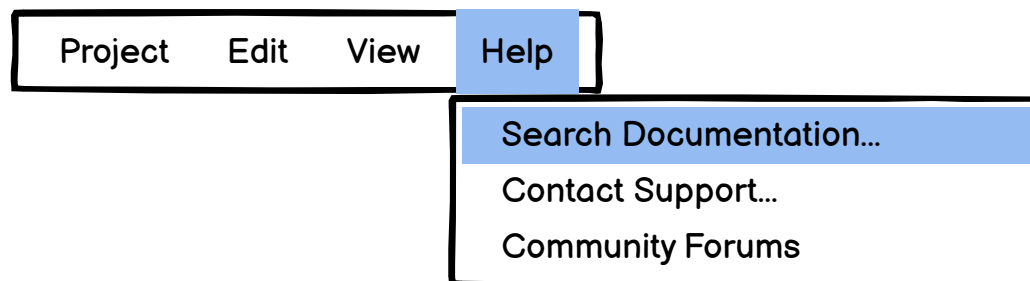 Project Edit View Help
Search Documentation...
Contact Support...
Community Forums